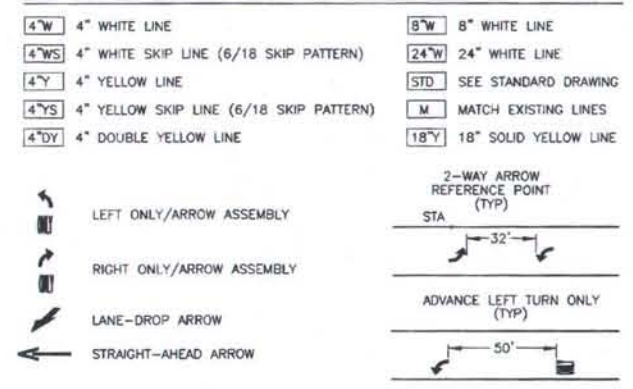 4"W 4" WHITE LINE
4"WS 4" WHITE SKIP LINE (6/18 SKIP PATTERN)
4"Y 4" YELLOW LINE
4"YS 4" YELLOW SKIP LINE (6/18 SKIP PATTERN)
4"DY 4" DOUBLE YELLOW LINE
8"W 8" WHITE LINE
24"W 24" WHITE LINE
STD SEE STANDARD DRAWING
M MATCH EXISTING LINES
18"Y 18" SOLID YELLOW LINE
LEFT ONLY/ARROW ASSEMBLY
RIGHT ONLY/ARROW ASSEMBLY
LANE-DROP ARROW
STRAIGHT-AHEAD ARROW
2-WAY ARROW
REFERENCE POINT
(TYP)
STA
32'
ADVANCE LEFT TURN ONLY
(TYP)
50'